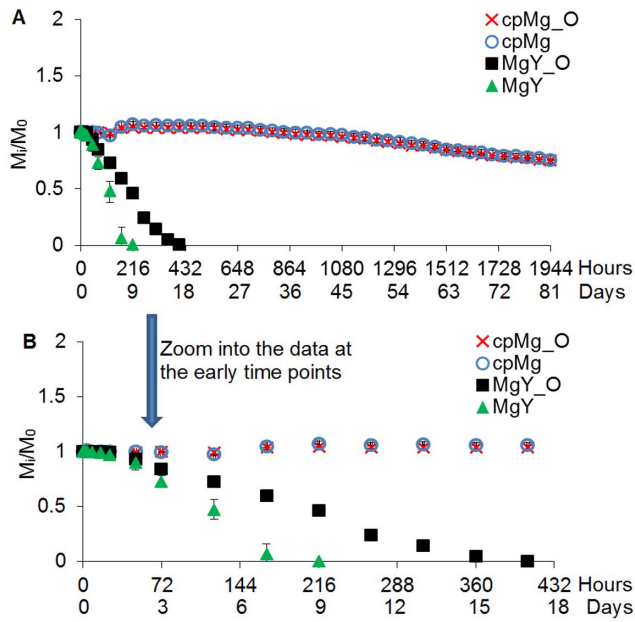 A
2
1.5
1
0.5
0
Mi/M0
cpMg_O
cpMg
MgY_O
MgY
0 216 432 648 864 1080 1296 1512 1728 1944 Hours
0 9 18 27 36 45 54 63 72 81 Days
Zoom into the data at
the early time points
B
2
1.5
1
0.5
0
Mi/M0
cpMg_O
cpMg
MgY_O
MgY
0 72 144 216 288 360 432 Hours
0 3 6 9 12 15 18 Days